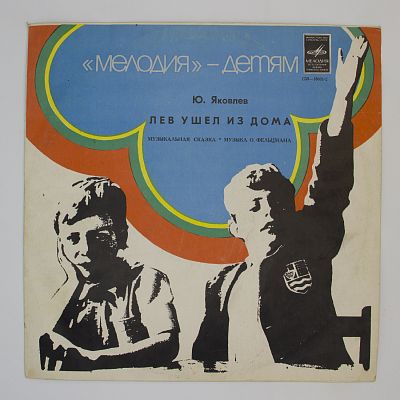 «МЕЛОДИЯ» – ДЕТЯМ
МЕЛОДИЯ
Ю. Яковлев
ЛЕВ УШЕЛ ИЗ ДОМА
МУЗЫКАЛЬНАЯ СКАЗКА * МУЗЫКА О. ФЕЛЬЦМАНА